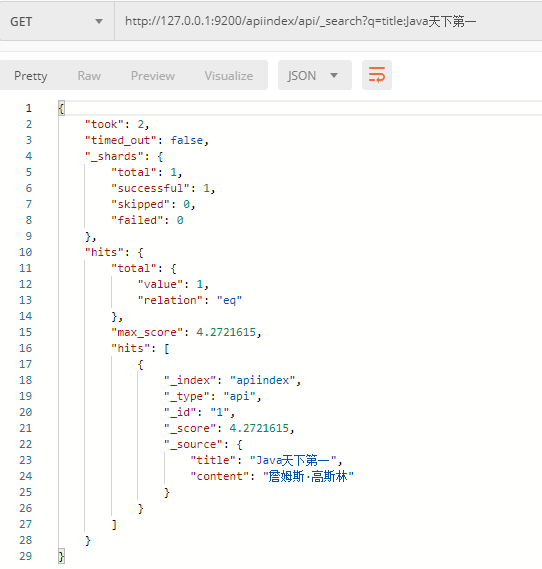 GET http://127.0.0.1:9200/apiindex/api/_search?q=title:Java天下第一
Pretty Raw Preview Visualize JSON
1 {
2 "took": 2,
3 "timed_out": false,
4 "_shards": {
5 "total": 1,
6 "successful": 1,
7 "skipped": 0,
8 "failed": 0
9 },
10 "hits": {
11 "total": {
12 "value": 1,
13 "relation": "eq"
14 },
15 "max_score": 4.2721615,
16 "hits": [
17 {
18 "_index": "apiindex",
19 "_type": "api",
20 "_id": "1",
21 "_score": 4.2721615,
22 "_source": {
23 "title": "Java天下第一",
24 "content": "詹姆斯·高斯林"
25 }
26 }
27 ]
28 }
29 }